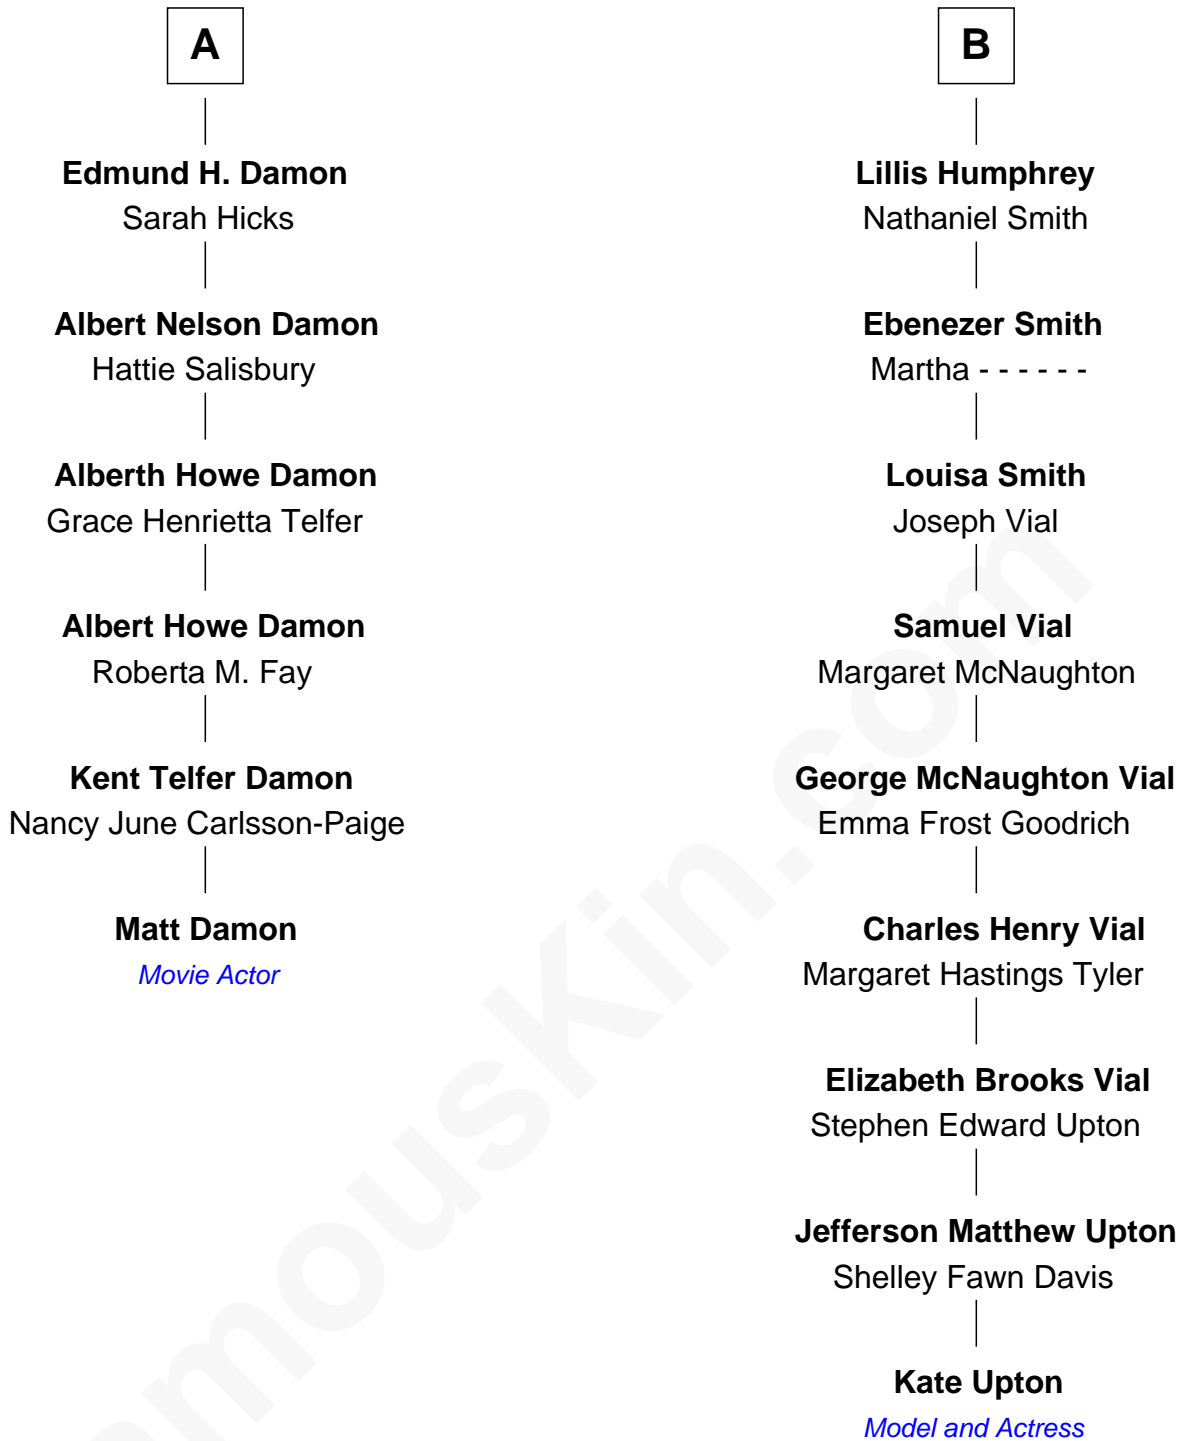 A
Edmund H. Damon
Sarah Hicks
Albert Nelson Damon
Hattie Salisbury
Alberth Howe Damon
Grace Henrietta Telfer
Albert Howe Damon
Roberta M. Fay
Kent Telfer Damon
Nancy June Carlsson-Paige
Matt Damon
Movie Actor
B
Lillis Humphrey
Nathaniel Smith
Ebenezer Smith
Martha - - - - - -
Louisa Smith
Joseph Vial
Samuel Vial
Margaret McNaughton
George McNaughton Vial
Emma Frost Goodrich
Charles Henry Vial
Margaret Hastings Tyler
Elizabeth Brooks Vial
Stephen Edward Upton
Jefferson Matthew Upton
Shelley Fawn Davis
Kate Upton
Model and Actress
amousKin.com